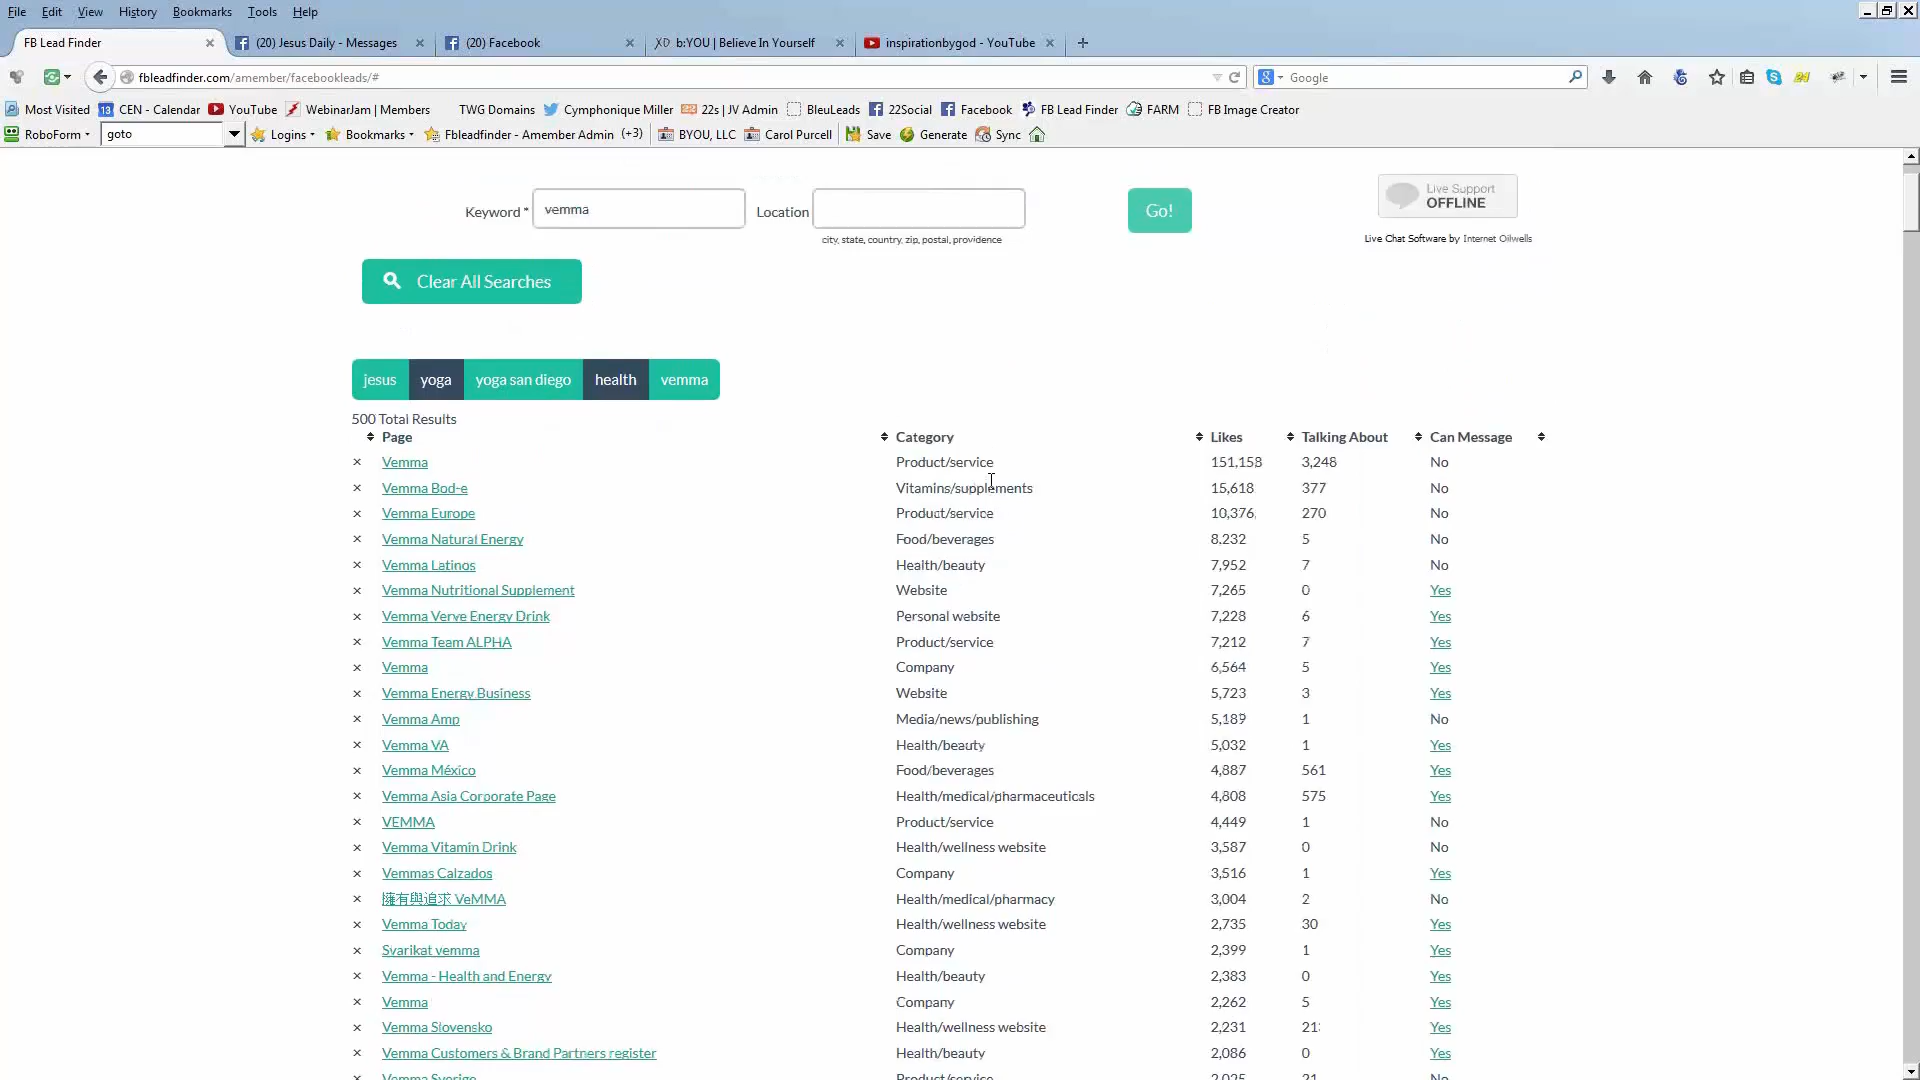 File Edit View History Bookmarks Tools Help
FB Lead Finder × (20) Jesus Daily - Messages × (20) Facebook × b:YOU | Believe In Yourself × inspirationbygod - YouTube × +
fbleadfinder.com/amember/facebookleads/# Google
Most Visited CEN - Calendar YouTube WebinarJam | Members TWG Domains Cymphonique Miller 22s | JV Admin BleuLeads 22Social Facebook FB Lead Finder FARM FB Image Creator
RoboForm goto Logins Bookmarks Fbleadfinder - Amember Admin (+3) BYOU, LLC Carol Purcell Save Generate Sync
Keyword * vemma Location Go!
city, state, country, zip, postal, providence
Live Support
OFFLINE
Live Chat Software by Internet Oilwells
Clear All Searches
jesus yoga yoga san diego health vemma
500 Total Results
Page Category Likes Talking About Can Message
× Vemma Product/service 151,158 3,248 No
× Vemma Bod-e Vitamins/supplements 15,618 377 No
× Vemma Europe Product/service 10,376 270 No
× Vemma Natural Energy Food/beverages 8,232 5 No
× Vemma Latinos Health/beauty 7,952 7 No
× Vemma Nutritional Supplement Website 7,265 0 Yes
× Vemma Verve Energy Drink Personal website 7,228 6 Yes
× Vemma Team ALPHA Product/service 7,212 7 Yes
× Vemma Company 6,564 5 Yes
× Vemma Energy Business Website 5,723 3 Yes
× Vemma Amp Media/news/publishing 5,189 1 No
× Vemma VA Health/beauty 5,032 1 Yes
× Vemma México Food/beverages 4,887 561 Yes
× Vemma Asia Corporate Page Health/medical/pharmaceuticals 4,808 575 Yes
× VEMMA Product/service 4,449 1 No
× Vemma Vitamin Drink Health/wellness website 3,587 0 No
× Vemmas Calzados Company 3,516 1 Yes
× 擁有與追求 VeMMA Health/medical/pharmacy 3,004 2 No
× Vemma Today Health/wellness website 2,735 30 Yes
× Svarikat vemma Company 2,399 1 Yes
× Vemma - Health and Energy Health/beauty 2,383 0 Yes
× Vemma Company 2,262 5 Yes
× Vemma Slovensko Health/wellness website 2,231 Yes
× Vemma Customers & Brand Partners register Health/beauty 2,086 0 Yes
Vemma Sverige Product/service 2,025 21 No